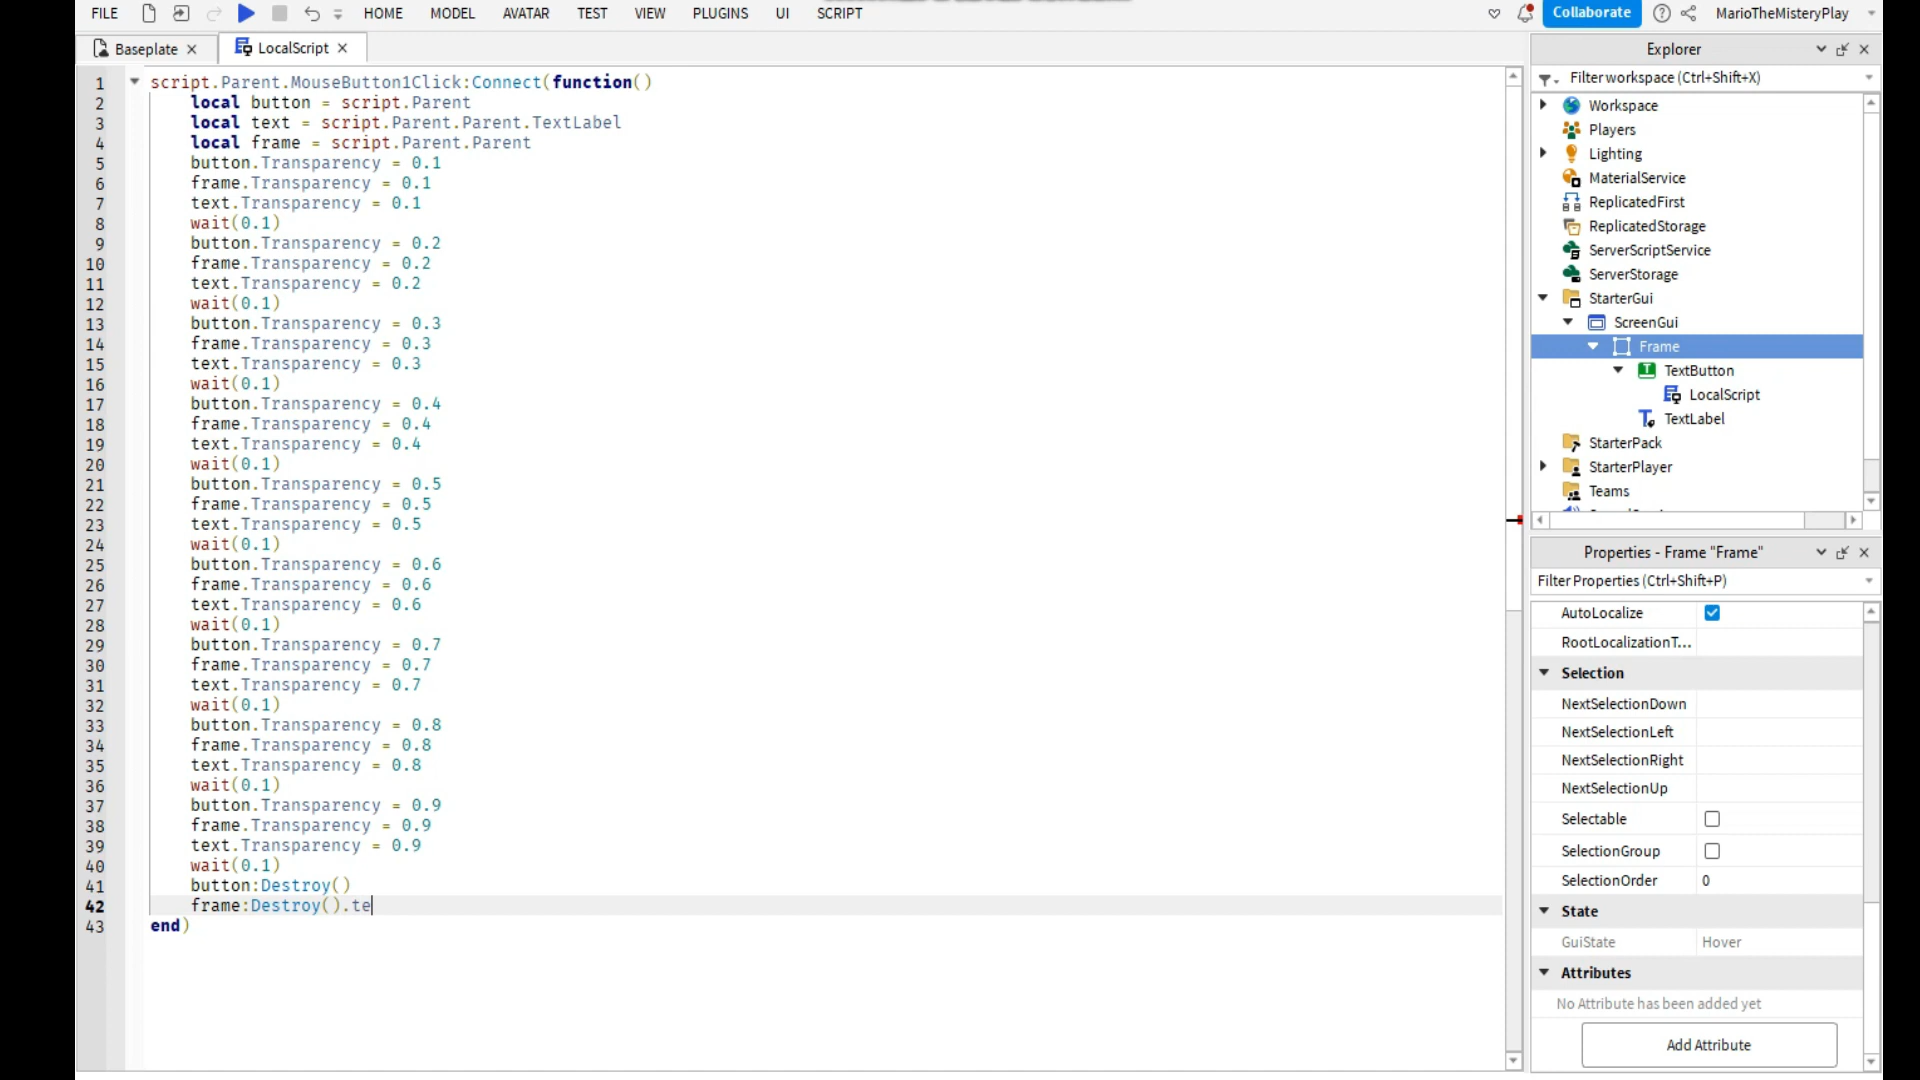 FILE HOME MODEL AVATAR TEST VIEW PLUGINS UI SCRIPT Collaborate MarioTheMisteryPlay
Baseplate LocalScript
1 script.Parent.MouseButton1Click:Connect(function()
2 local button = script.Parent
3 local text = script.Parent.Parent.TextLabel
4 local frame = script.Parent.Parent
5 button.Transparency = 0.1
6 frame.Transparency = 0.1
7 text.Transparency = 0.1
8 wait(0.1)
9 button.Transparency = 0.2
10 frame.Transparency = 0.2
11 text.Transparency = 0.2
12 wait(0.1)
13 button.Transparency = 0.3
14 frame.Transparency = 0.3
15 text.Transparency = 0.3
16 wait(0.1)
17 button.Transparency = 0.4
18 frame.Transparency = 0.4
19 text.Transparency = 0.4
20 wait(0.1)
21 button.Transparency = 0.5
22 frame.Transparency = 0.5
23 text.Transparency = 0.5
24 wait(0.1)
25 button.Transparency = 0.6
26 frame.Transparency = 0.6
27 text.Transparency = 0.6
28 wait(0.1)
29 button.Transparency = 0.7
30 frame.Transparency = 0.7
31 text.Transparency = 0.7
32 wait(0.1)
33 button.Transparency = 0.8
34 frame.Transparency = 0.8
35 text.Transparency = 0.8
36 wait(0.1)
37 button.Transparency = 0.9
38 frame.Transparency = 0.9
39 text.Transparency = 0.9
40 wait(0.1)
41 button:Destroy()
42 frame:Destroy().te
43 end)
Explorer
Filter workspace (Ctrl+Shift+X)
Workspace
Players
Lighting
MaterialService
ReplicatedFirst
ReplicatedStorage
ServerScriptService
ServerStorage
StarterGui
ScreenGui
Frame
TextButton
LocalScript
TextLabel
StarterPack
StarterPlayer
Teams
Properties - Frame "Frame"
Filter Properties (Ctrl+Shift+P)
AutoLocalize
RootLocalizationT...
Selection
NextSelectionDown
NextSelectionLeft
NextSelectionRight
NextSelectionUp
Selectable
SelectionGroup
SelectionOrder 0
State
GuiState Hover
Attributes
No Attribute has been added yet
Add Attribute